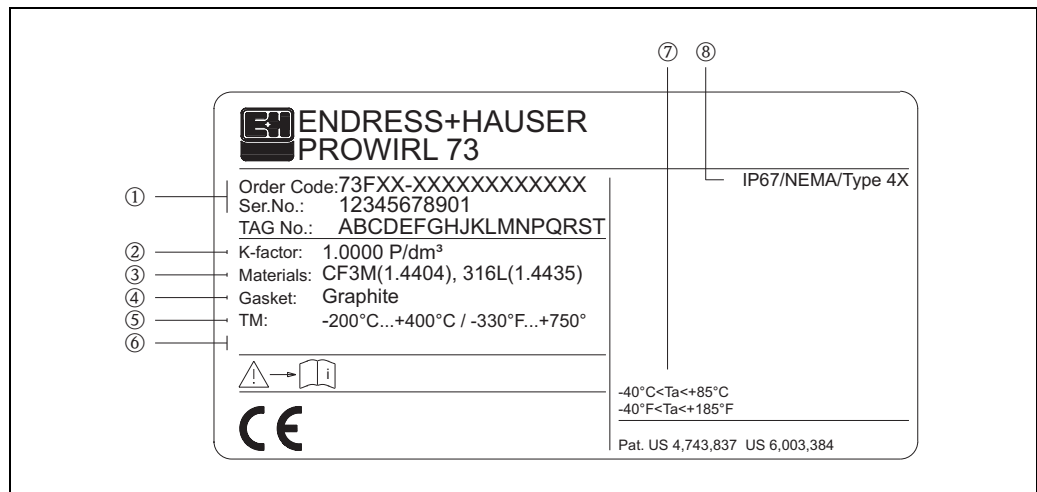 ⑦ ⑧
E+H ENDRESS+HAUSER
PROWIRL 73
IP67/NEMA/Type 4X
① Order Code: 73FXX-XXXXXXXXXXXX
Ser.No.: 12345678901
TAG No.: ABCDEFGHJKLMNPQRST
② K-factor: 1.0000 P/dm³
③ Materials: CF3M(1.4404), 316L(1.4435)
④ Gasket: Graphite
⑤ TM: -200°C...+400°C / -330°F...+750°
⑥
i
-40°C<Ta<+85°C
-40°F<Ta<+185°F
CE
Pat. US 4,743,837 US 6,003,384